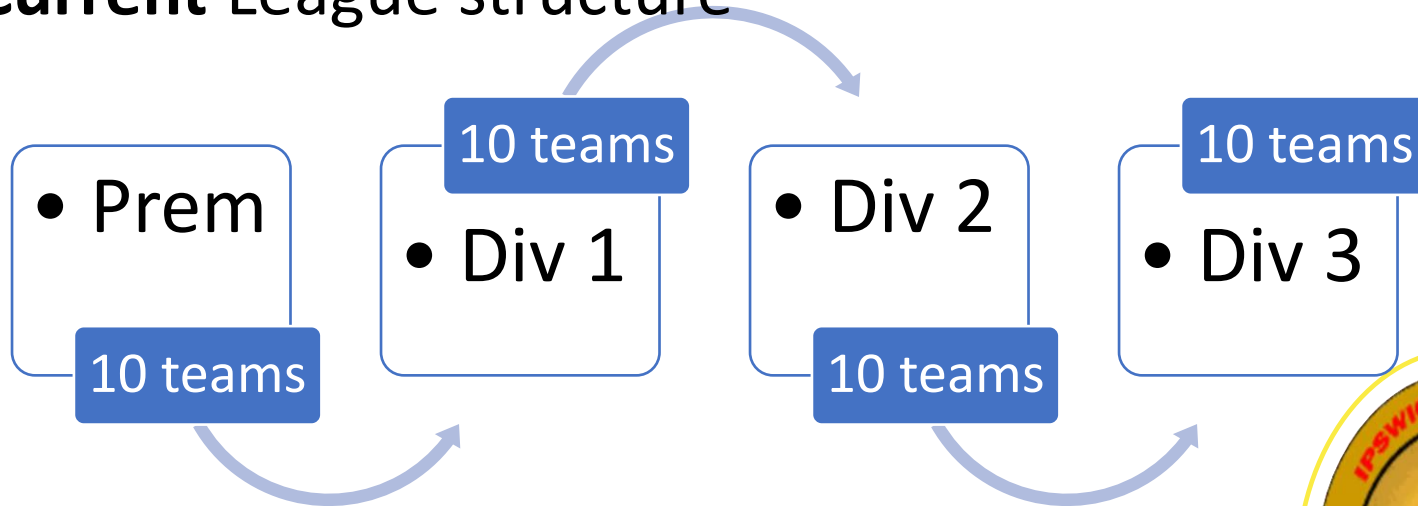 Current League structure
• Prem
10 teams
10 teams
• Div 1
• Div 2
10 teams
10 teams
• Div 3